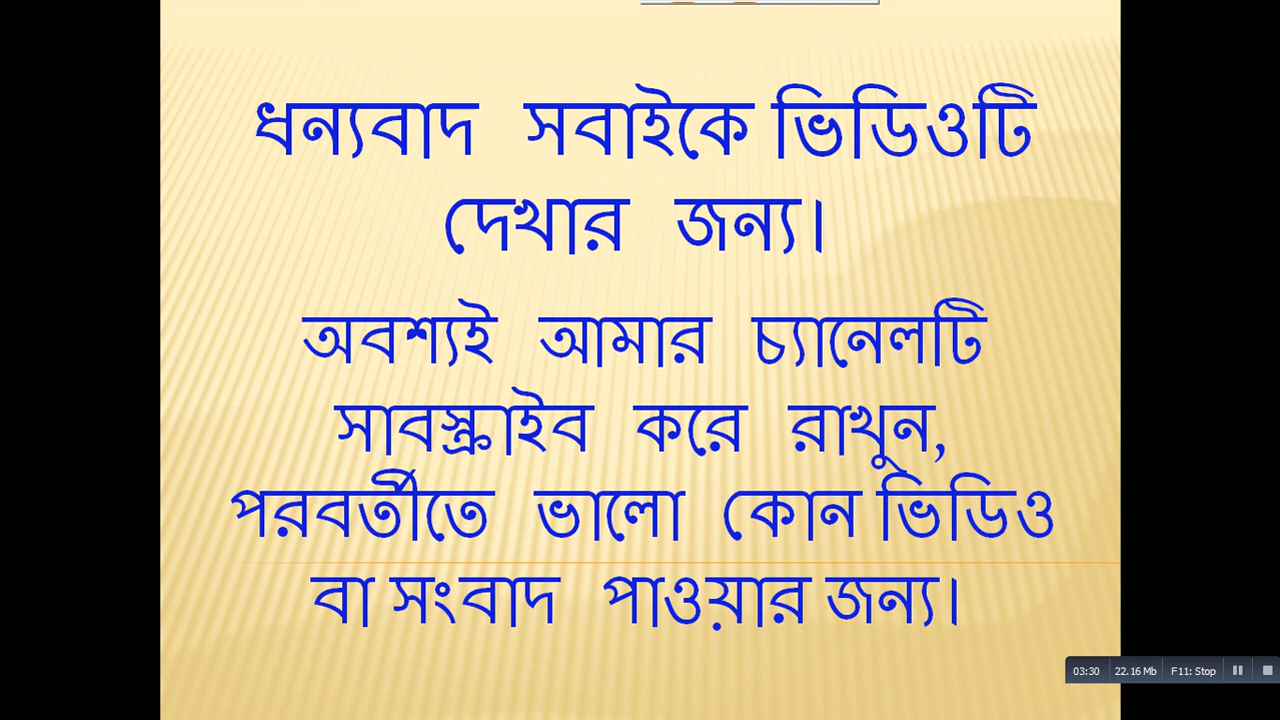 ধন্যবাদ সবাইকে ভিডিওটি
দেখার জন্য।
অবশ্যই আমার চ্যানেলটি
সাবস্ক্রাইব করে রাখুন,
পরবর্তীতে ভালো কোন ভিডিও
বা সংবাদ পাওয়ার জন্য।
03:30 22.16 Mb F11: Stop